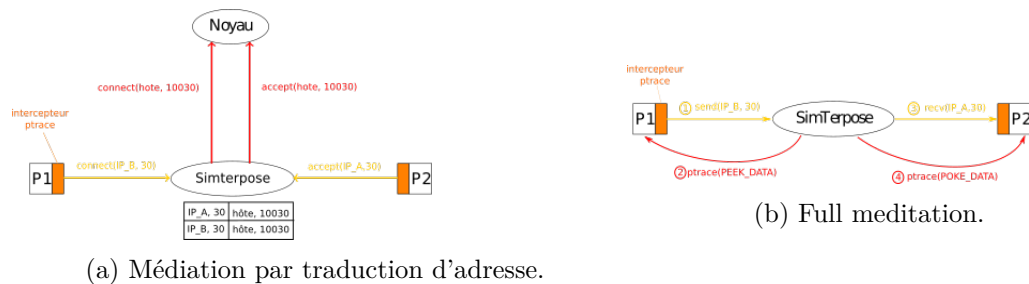 Noyau
connect(hote, 10030)
accept(hote, 10030)
intercepteur
ptrace
P1
connect(IP_B, 30)
Simterpose
accept(IP_A,30)
P2
IP_A, 30 hôte, 10030
IP_B, 30 hôte, 10030
(a) Médiation par traduction d'adresse.
intercepteur
ptrace
P1
1 send(IP_B, 30)
SimTerpose
3 recv(IP_A,30)
P2
2 ptrace(PEEK_DATA)
4 ptrace(POKE_DATA)
(b) Full meditation.